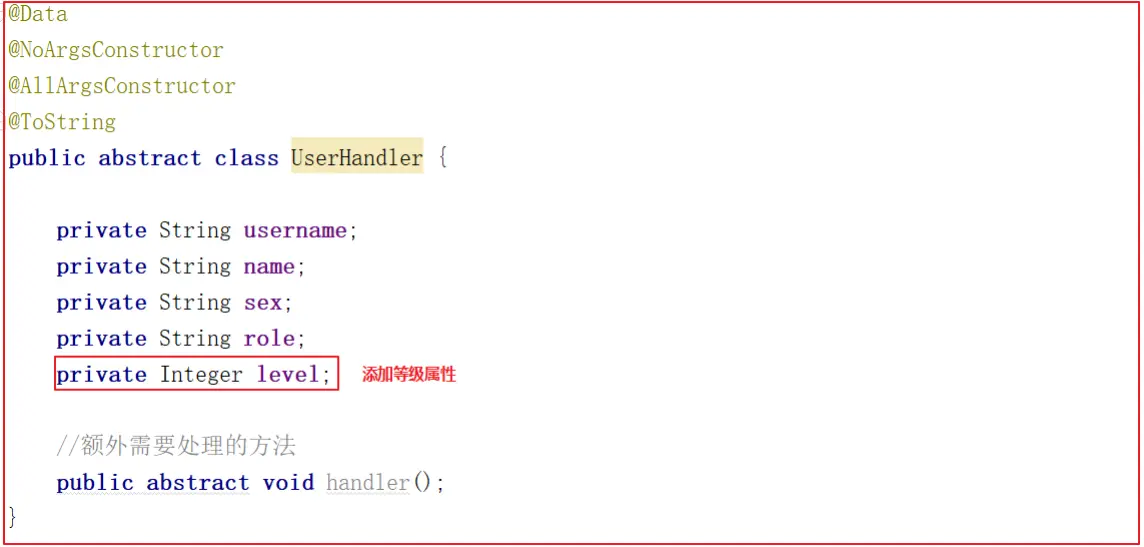 @Data
@NoArgsConstructor
@AllArgsConstructor
@ToString
public abstract class UserHandler {
private String username;
private String name;
private String sex;
private String role;
private Integer level; 添加等级属性
//额外需要处理的方法
public abstract void handler();
}